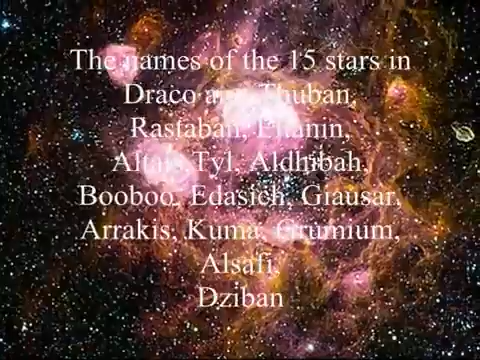 The names of the 15 stars in
Draco are Thuban,
Rastaban, Eltanin,
Altais, Tyl, Aldhibah,
Booboo, Edasich, Giausar,
Arrakis, Kuma, Grumium,
Alsafi,
Dziban